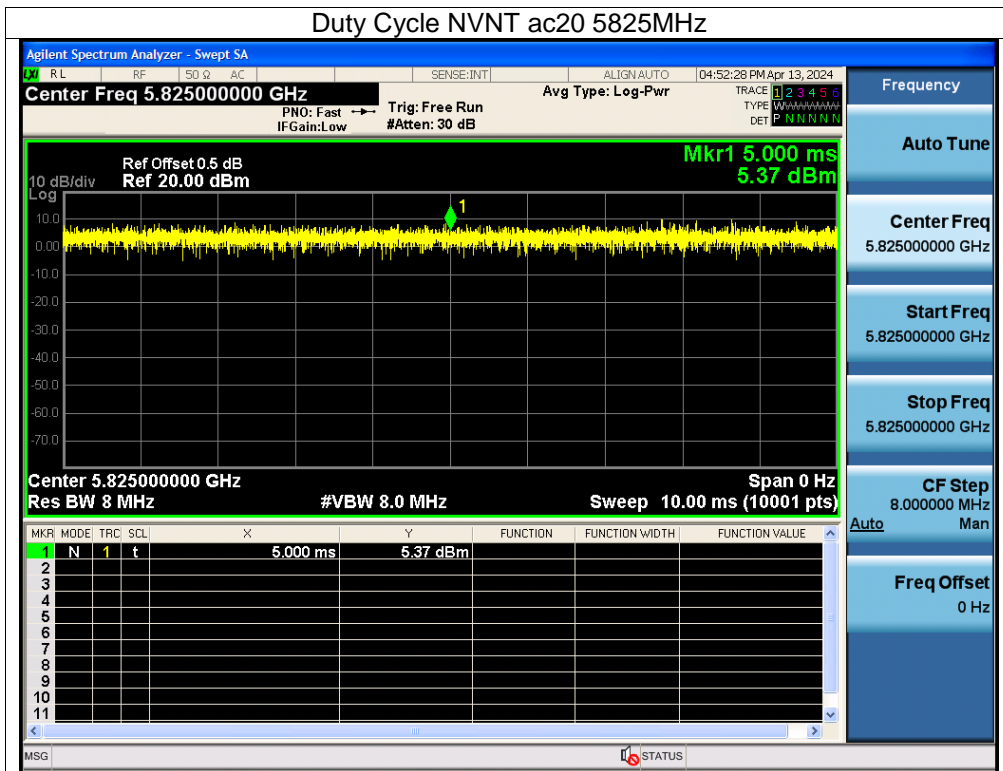 Duty Cycle NVNT ac20 5825MHz
Agilent Spectrum Analyzer - Swept SA
LXI RL RF 50 Ω AC SENSE:INT ALIGN AUTO 04:52:28 PM Apr 13, 2024
Center Freq 5.825000000 GHz
PNO: Fast
IFGain:Low
Trig: Free Run
#Atten: 30 dB
Avg Type: Log-Pwr
TRACE 1 2 3 4 5 6
TYPE WWWWWW
DET P N N N N N
Mkr1 5.000 ms
5.37 dBm
Ref Offset 0.5 dB
10 dB/div Ref 20.00 dBm
Log
1
10.0
0.00
-10.0
-20.0
-30.0
-40.0
-50.0
-60.0
-70.0
Center 5.825000000 GHz Span 0 Hz
Res BW 8 MHz #VBW 8.0 MHz Sweep 10.00 ms (10001 pts)
MKR MODE TRC SCL X Y FUNCTION FUNCTION WIDTH FUNCTION VALUE
1 N 1 t 5.000 ms 5.37 dBm
2
3
4
5
6
7
8
9
10
11
MSG STATUS
Frequency
Auto Tune
Center Freq
5.825000000 GHz
Start Freq
5.825000000 GHz
Stop Freq
5.825000000 GHz
CF Step
8.000000 MHz
Auto Man
Freq Offset
0 Hz